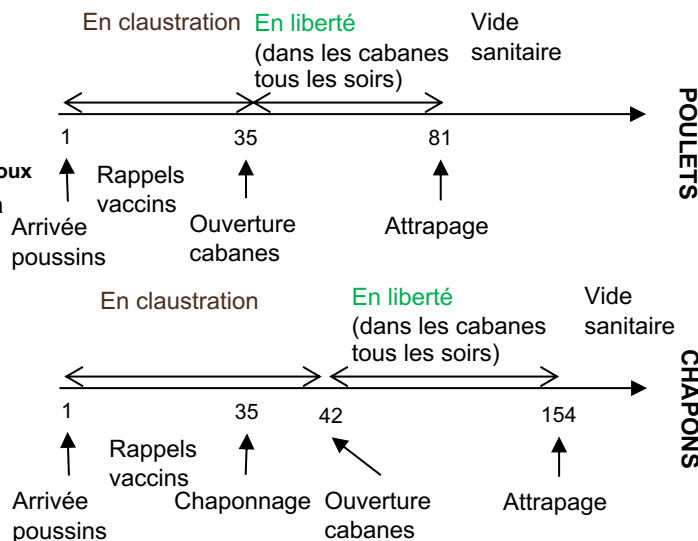 En claustration
En liberté
(dans les cabanes
tous les soirs)
Vide
sanitaire
1
35
81
POULETS
oux
Arrivée
poussins
Rappels
vaccins
Ouverture
cabanes
Attrapage
En claustration
En liberté
(dans les cabanes
tous les soirs)
Vide
sanitaire
1
35
42
154
CHAPONS
Arrivée
poussins
Rappels
vaccins
Chaponnage
Ouverture
cabanes
Attrapage